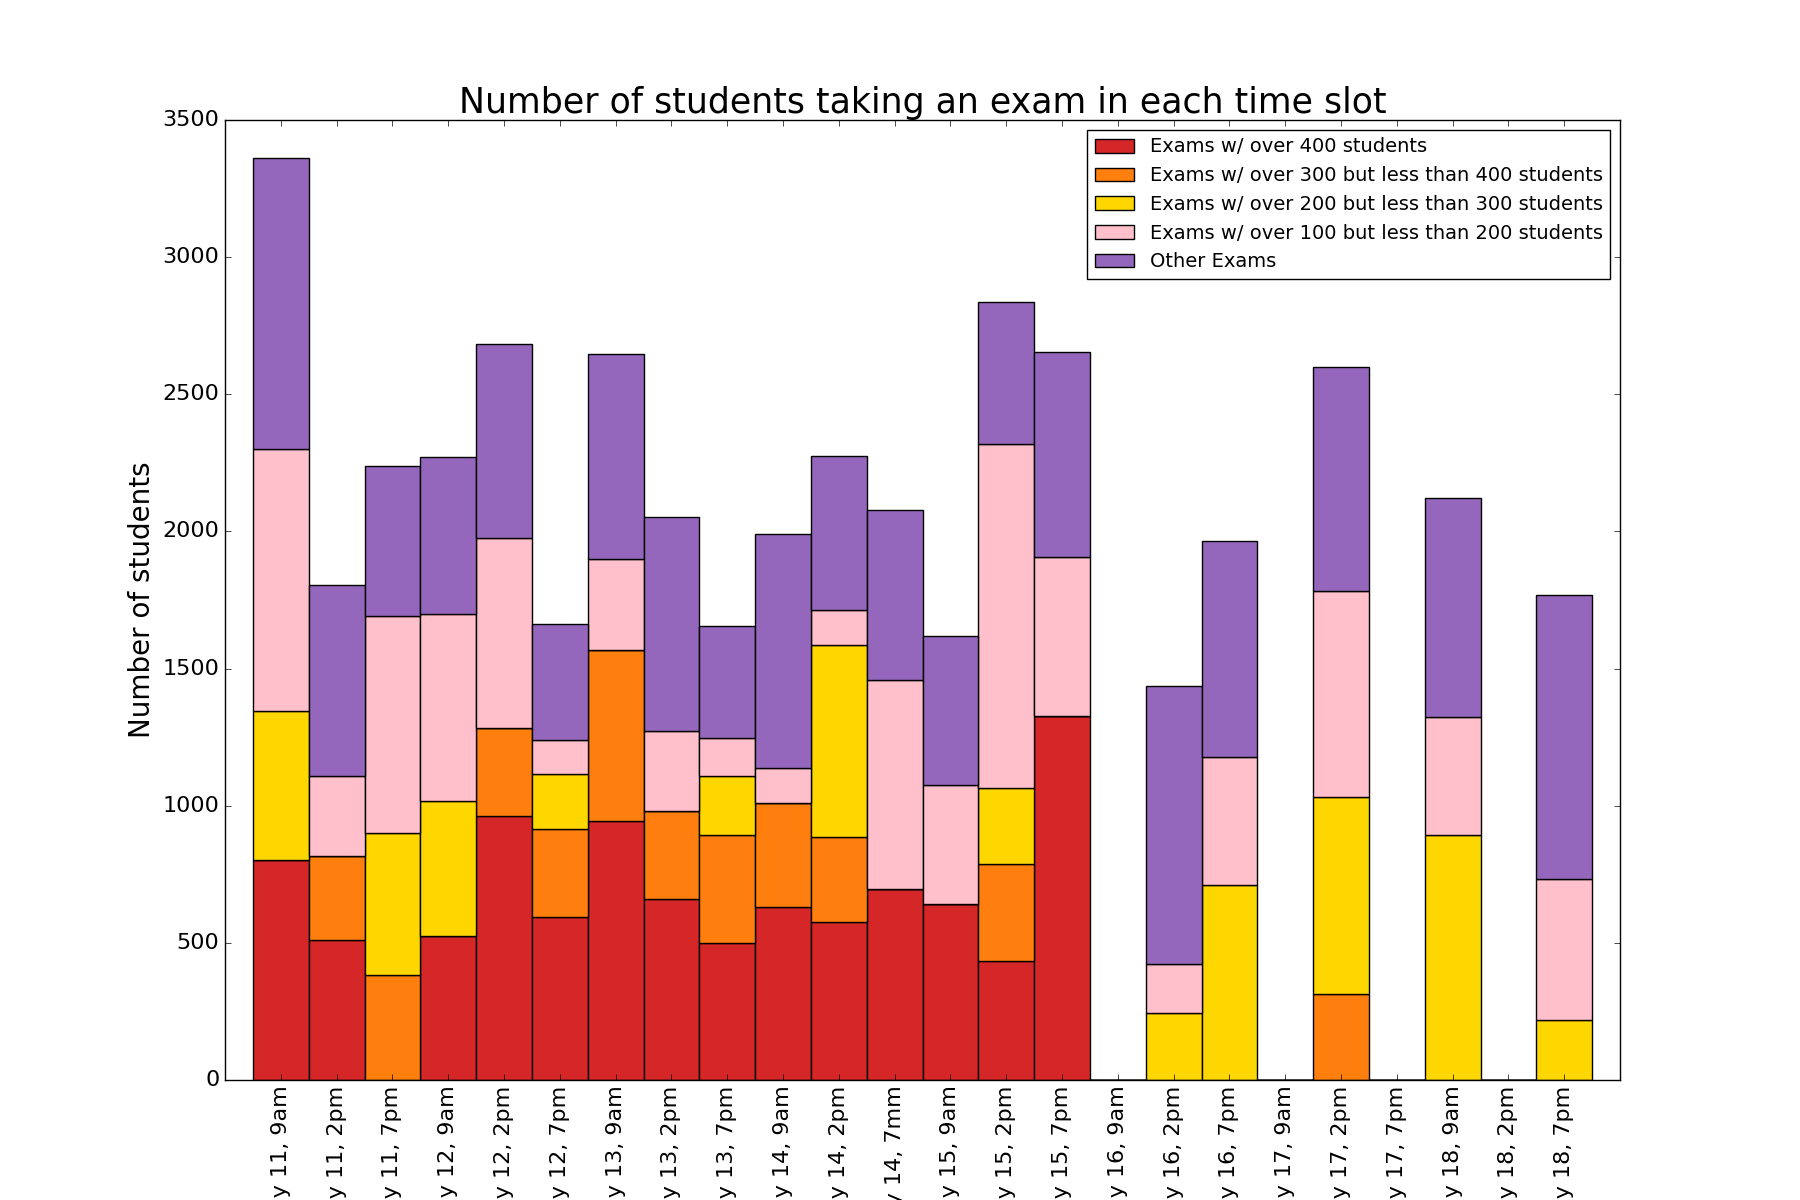 Number of students taking an exam in each time slot
Exams w/ over 400 students
Exams w/ over 300 but less than 400 students
Exams w/ over 200 but less than 300 students
Exams w/ over 100 but less than 200 students
Other Exams
Number of students
3500
3000
2500
2000
1500
1000
500
0
y 11, 9am
y 11, 2pm
y 11, 7pm
y 12, 9am
y 12, 2pm
y 12, 7pm
y 13, 9am
y 13, 2pm
y 13, 7pm
y 14, 9am
y 14, 2pm
y 14, 7mm
y 15, 9am
y 15, 2pm
y 15, 7pm
y 16, 9am
y 16, 2pm
y 16, 7pm
y 17, 9am
y 17, 2pm
y 17, 7pm
y 18, 9am
y 18, 2pm
y 18, 7pm